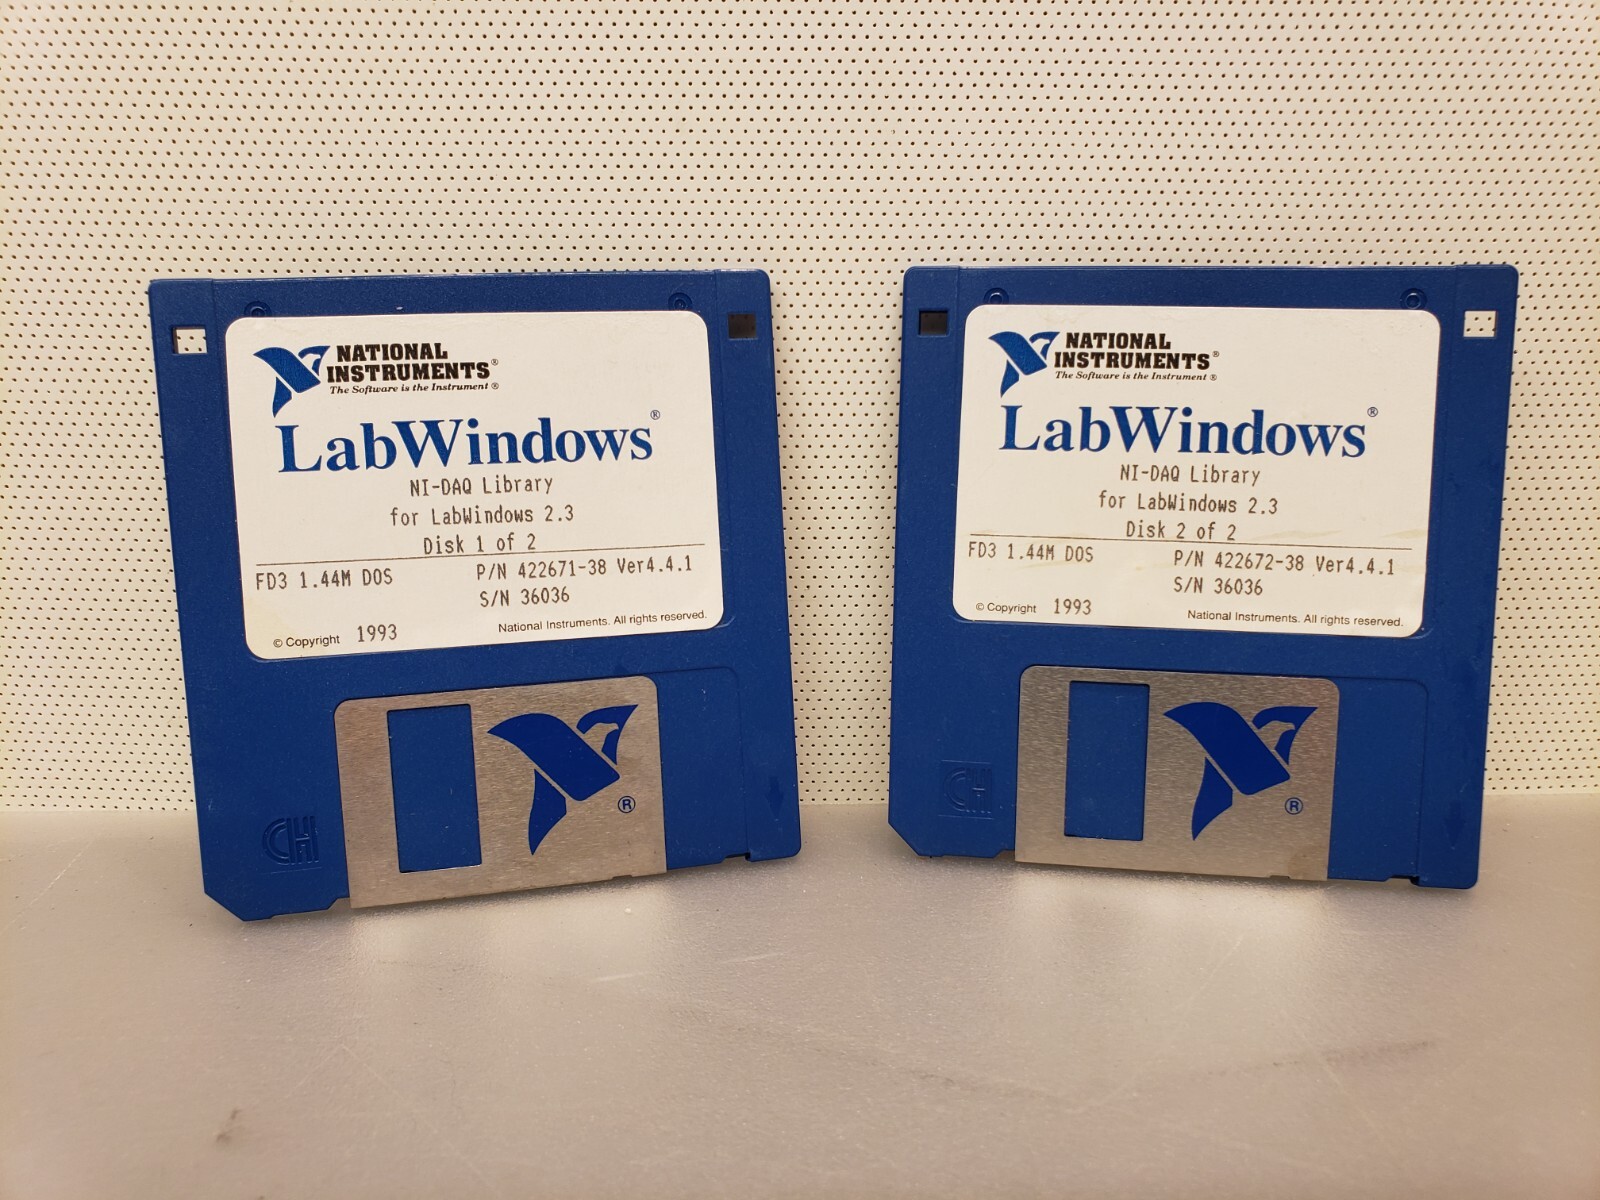 NATIONAL
INSTRUMENTS®
The Software is the Instrument ®
LabWindows®
NI-DAQ Library
for LabWindows 2.3
Disk 1 of 2
FD3 1.44M DOS
P/N 422671-38 Ver4.4.1
S/N 36036
© Copyright 1993
National Instruments. All rights reserved.
®
CH
NATIONAL
INSTRUMENTS®
The Software is the Instrument ®
LabWindows®
NI-DAQ Library
for LabWindows 2.3
Disk 2 of 2
FD3 1.44M DOS
P/N 422672-38 Ver4.4.1
S/N 36036
© Copyright 1993
National Instruments. All rights reserved.
®
CH